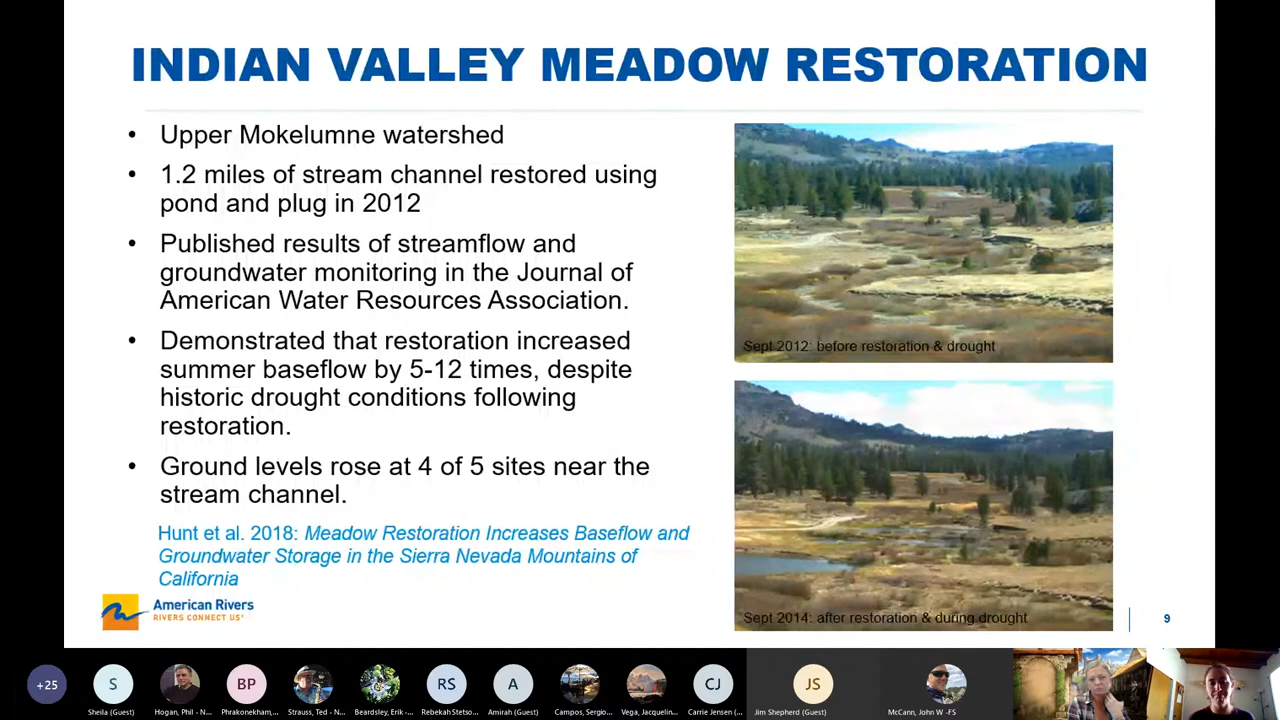 INDIAN VALLEY MEADOW RESTORATION
• Upper Mokelumne watershed
• 1.2 miles of stream channel restored using
pond and plug in 2012
• Published results of streamflow and
groundwater monitoring in the Journal of
American Water Resources Association.
• Demonstrated that restoration increased
summer baseflow by 5-12 times, despite
historic drought conditions following
restoration.
• Ground levels rose at 4 of 5 sites near the
stream channel.
Hunt et al. 2018: Meadow Restoration Increases Baseflow and
Groundwater Storage in the Sierra Nevada Mountains of
California
American Rivers
RIVERS CONNECT US®
Sept 2012: before restoration & drought
Sept 2014: after restoration & during drought
9
+25
S
BP
RS
A
CJ
JS
Sheila (Guest)
Hogan, Phil - N...
Phrakonekham,...
Strauss, Ted - N...
Beardsley, Erik -...
Rebekah Stetso...
Amirah (Guest)
Campos, Sergio...
Vega, Jacquelin...
Carrie Jensen (...
Jim Shepherd (Guest)
McCann, John W -FS